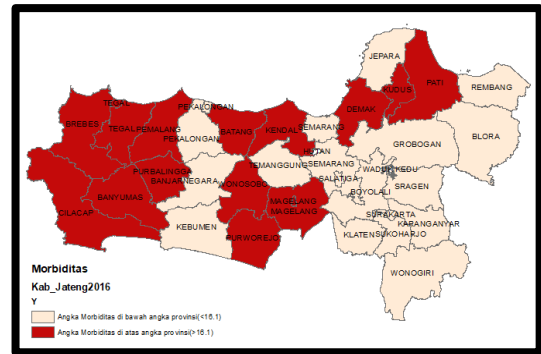 JEPARA
KUDUS
PATI
REMBANG
TEGAL
PEKALONGAN
DEMAK
BREBES
TEGAL
PEMALANG
PEKALONGAN
BATANG
KENDAL
SEMARANG
BLORA
GROBOGAN
HUTAN
PURBALINGGA
BANJARNEGARA
WONOSOBO
TEMANGGUNG
SEMARANG
SALATIGA
WADUK KEDU
BOYOLALI
SRAGEN
CILACAP
BANYUMAS
MAGELANG
MAGELANG
SURAKARTA
KARANGANYAR
KEBUMEN
PURWOREJO
KLATEN
SUKOHARJO
WONOGIRI
Morbiditas
Kab_Jateng2016
Y
Angka Morbiditas di bawah angka provinsi(<16.1)
Angka Morbiditas di atas angka provinsi(>16.1)